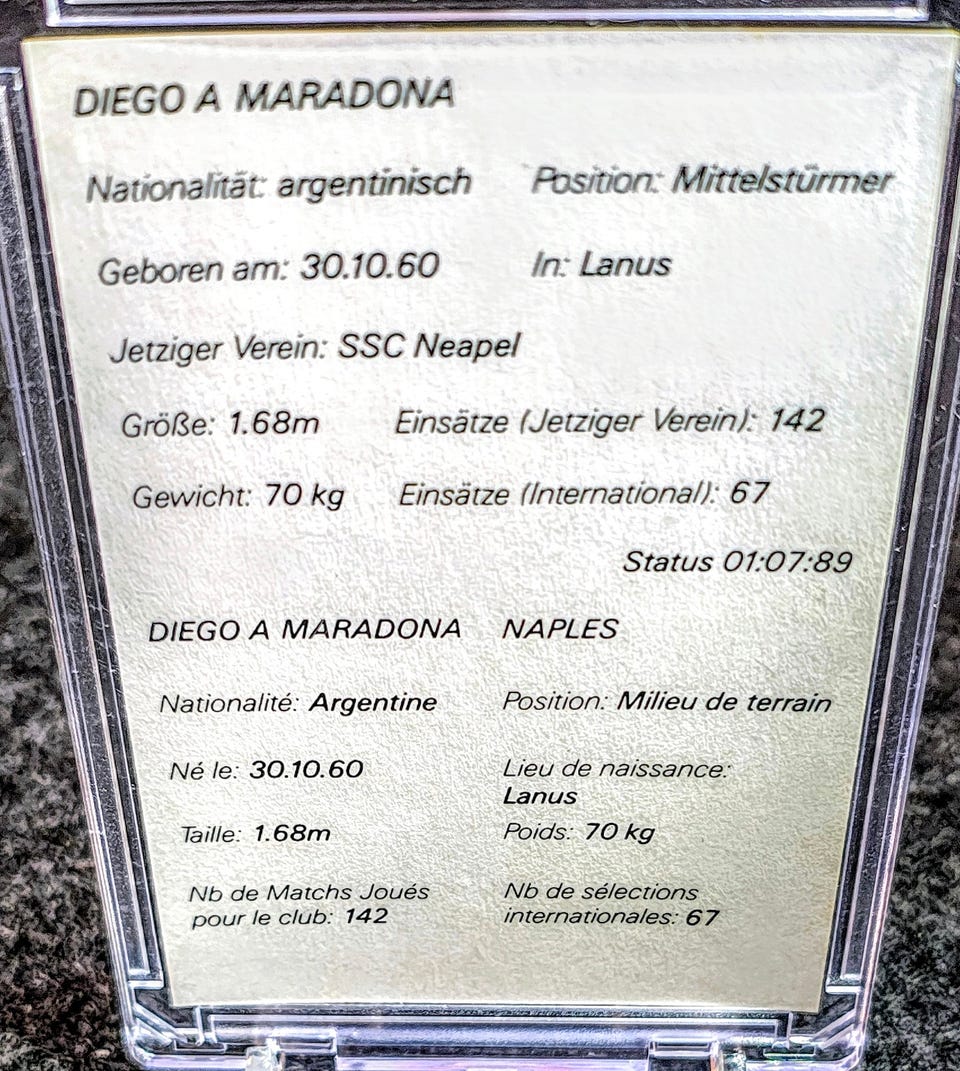 DIEGO A MARADONA
Nationalität: argentinisch Position: Mittelstürmer
Geboren am: 30.10.60 In: Lanus
Jetziger Verein: SSC Neapel
Größe: 1.68m Einsätze (Jetziger Verein): 142
Gewicht: 70 kg Einsätze (International): 67
Status 01:07:89
DIEGO A MARADONA NAPLES
Nationalité: Argentine Position: Milieu de terrain
Né le: 30.10.60 Lieu de naissance:
Lanus
Taille: 1.68m Poids: 70 kg
Nb de Matchs Joués Nb de sélections
pour le club: 142 internationales: 67